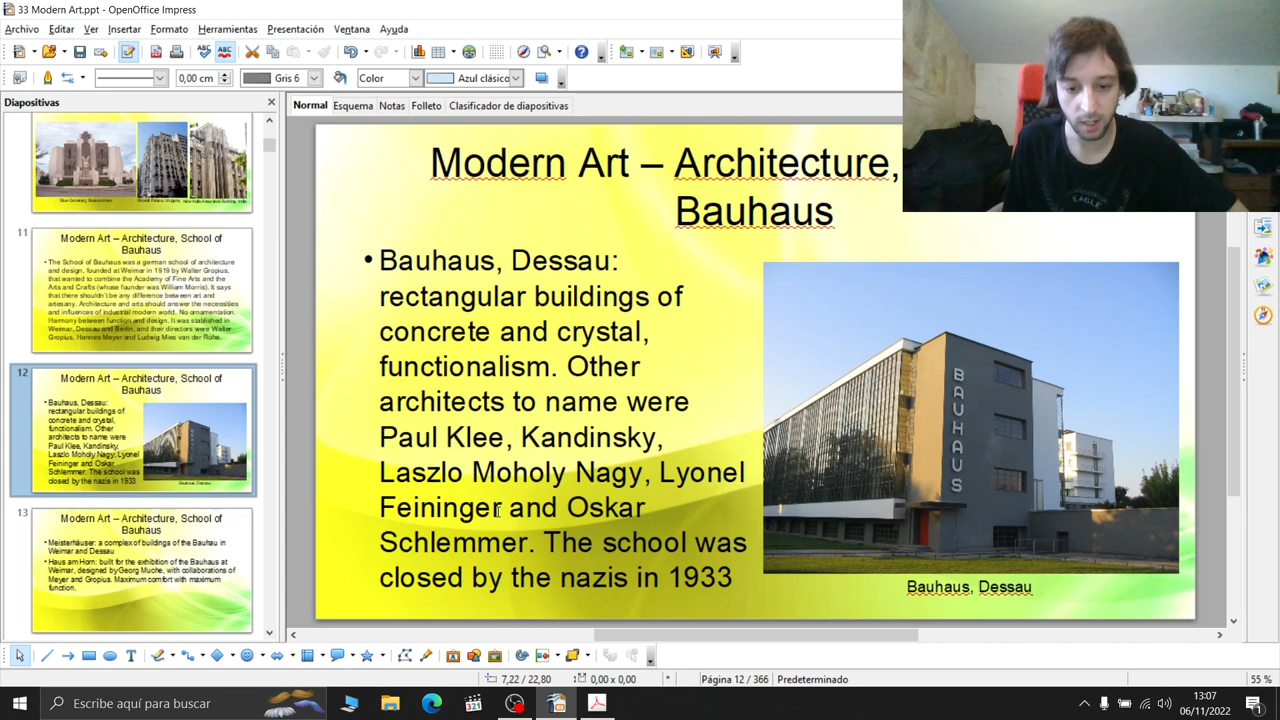 33 Modern Art.ppt - OpenOffice Impress
Archivo Editar Ver Insertar Formato Herramientas Presentación Ventana Ayuda
0,00 cm Gris 6 Color Azul clásico
Diapositivas
Normal Esquema Notas Folleto Clasificador de diapositivas
11
Modern Art – Architecture, School of
Bauhaus
• The School of Bauhaus was a german school of architecture
and design, founded at Weimar in 1919 by Walter Gropius,
that wanted to combine the Academy of Fine Arts and the
Arts and Crafts (whose founder was William Morris). It says
that there shouldn't be any difference between art and
artesany. Architecture and arts should answer the necessities
and influences of industrial modern world. No ornamentation.
Harmony between function and design. It was stablished in
Weimar, Dessau and Berlin, and their directors were Walter
Gropius, Hannes Meyer and Ludwig Mies van der Rohe.
12
Modern Art – Architecture, School of
Bauhaus
• Bauhaus, Dessau:
rectangular buildings of
concrete and crystal,
functionalism. Other
architects to name were
Paul Klee, Kandinsky,
Laszlo Moholy Nagy, Lyonel
Feininger and Oskar
Schlemmer. The school was
closed by the nazis in 1933
Bauhaus, Dessau
13
Modern Art – Architecture, School of
Bauhaus
• Meisterhäuser: a complex of buildings of the Bauhau in
Weimar and Dessau
• Haus am Horn: built for the exhibition of the Bauhaus at
Weimar, designed by Georg Muche, with collaborations of
Meyer and Gropius. Maximum comfort with maximum
function.
Modern Art – Architecture,
Bauhaus
• Bauhaus, Dessau:
rectangular buildings of
concrete and crystal,
functionalism. Other
architects to name were
Paul Klee, Kandinsky,
Laszlo Moholy Nagy, Lyonel
Feininger and Oskar
Schlemmer. The school was
closed by the nazis in 1933
BAUHAUS
Bauhaus, Dessau
EAGLE
7,22 / 22,80 0,00 x 0,00 * Página 12 / 366 Predeterminado 55 %
Escribe aquí para buscar
321
13:07
06/11/2022
1